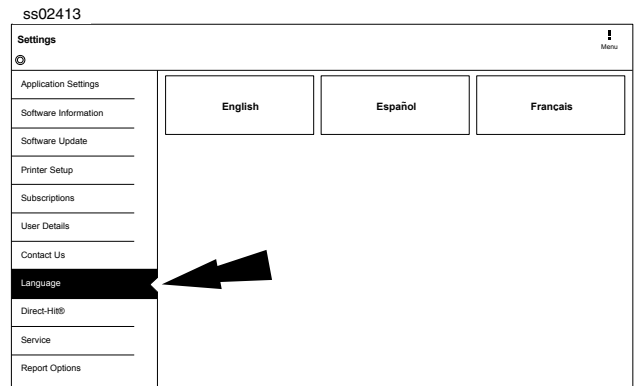 ss02413
Settings
Menu
Application Settings
Software Information
Software Update
Printer Setup
Subscriptions
User Details
Contact Us
Language
Direct-Hit®
Service
Report Options
English
Español
Français